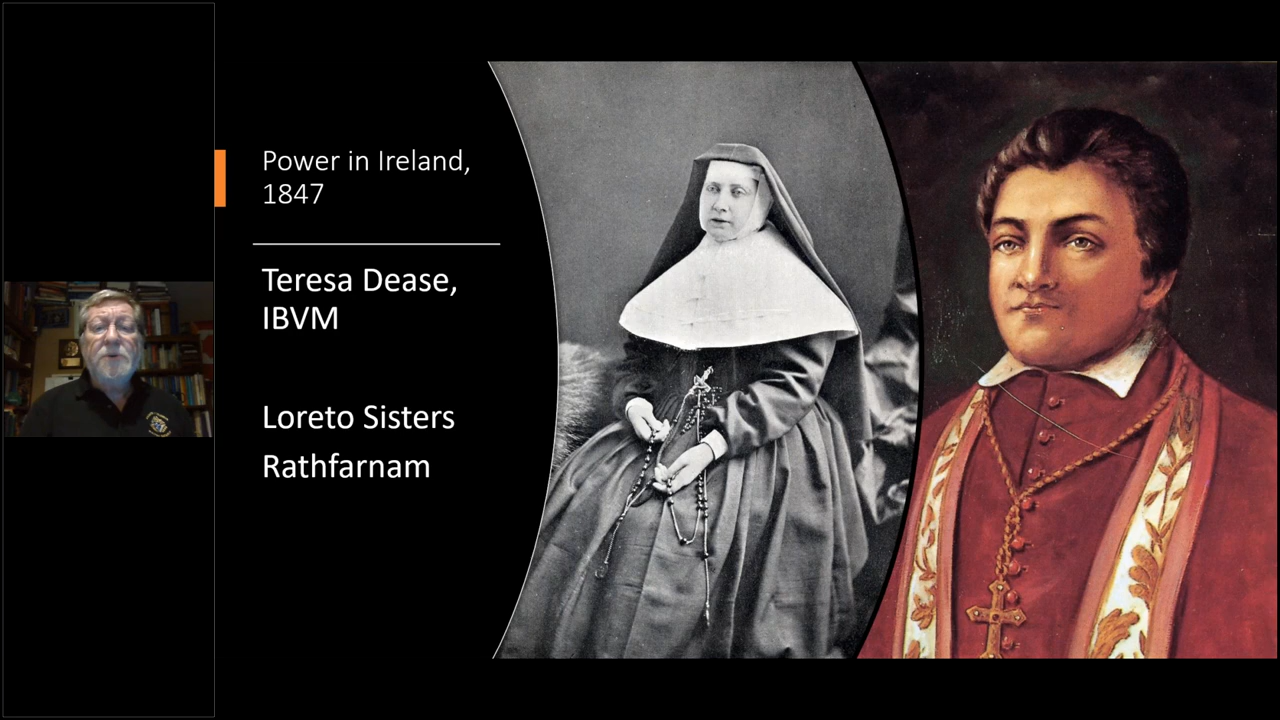 Power in Ireland,
1847
Teresa Dease,
IBVM
Loreto Sisters
Rathfarnam